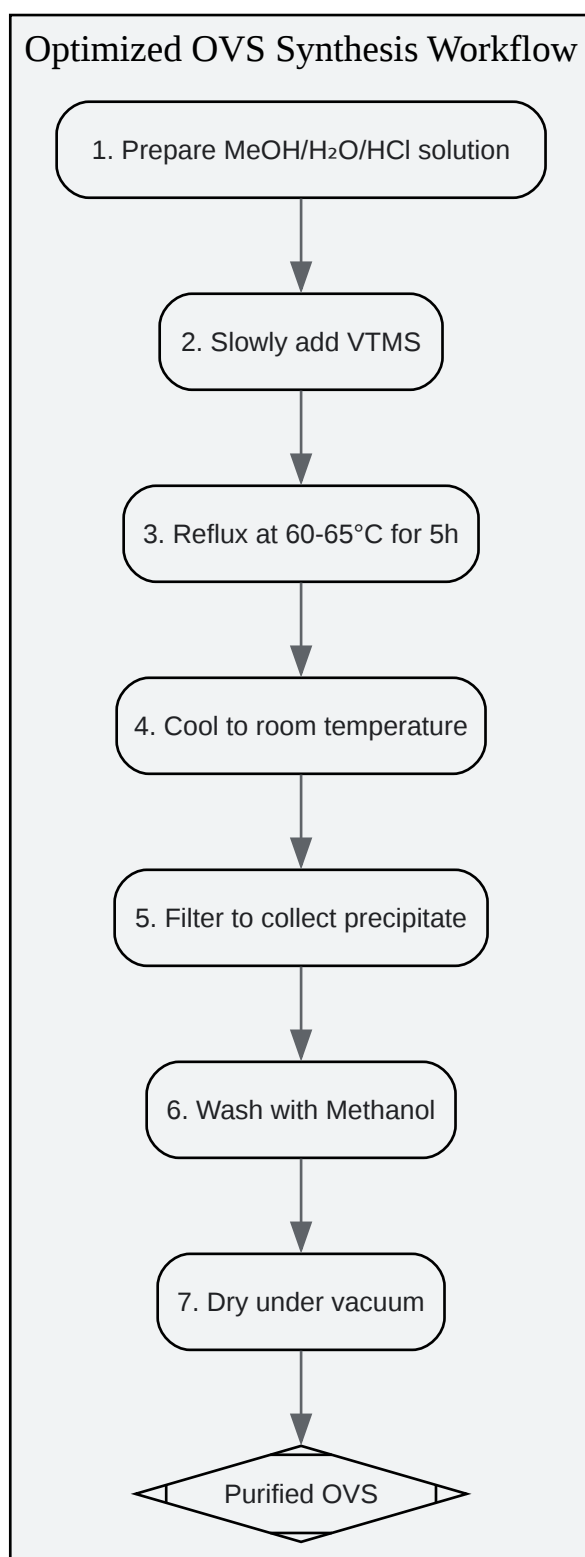 Optimized OVS Synthesis Workflow
1. Prepare MeOH/H₂O/HCl solution
2. Slowly add VTMS
3. Reflux at 60-65°C for 5h
4. Cool to room temperature
5. Filter to collect precipitate
6. Wash with Methanol
7. Dry under vacuum
Purified OVS